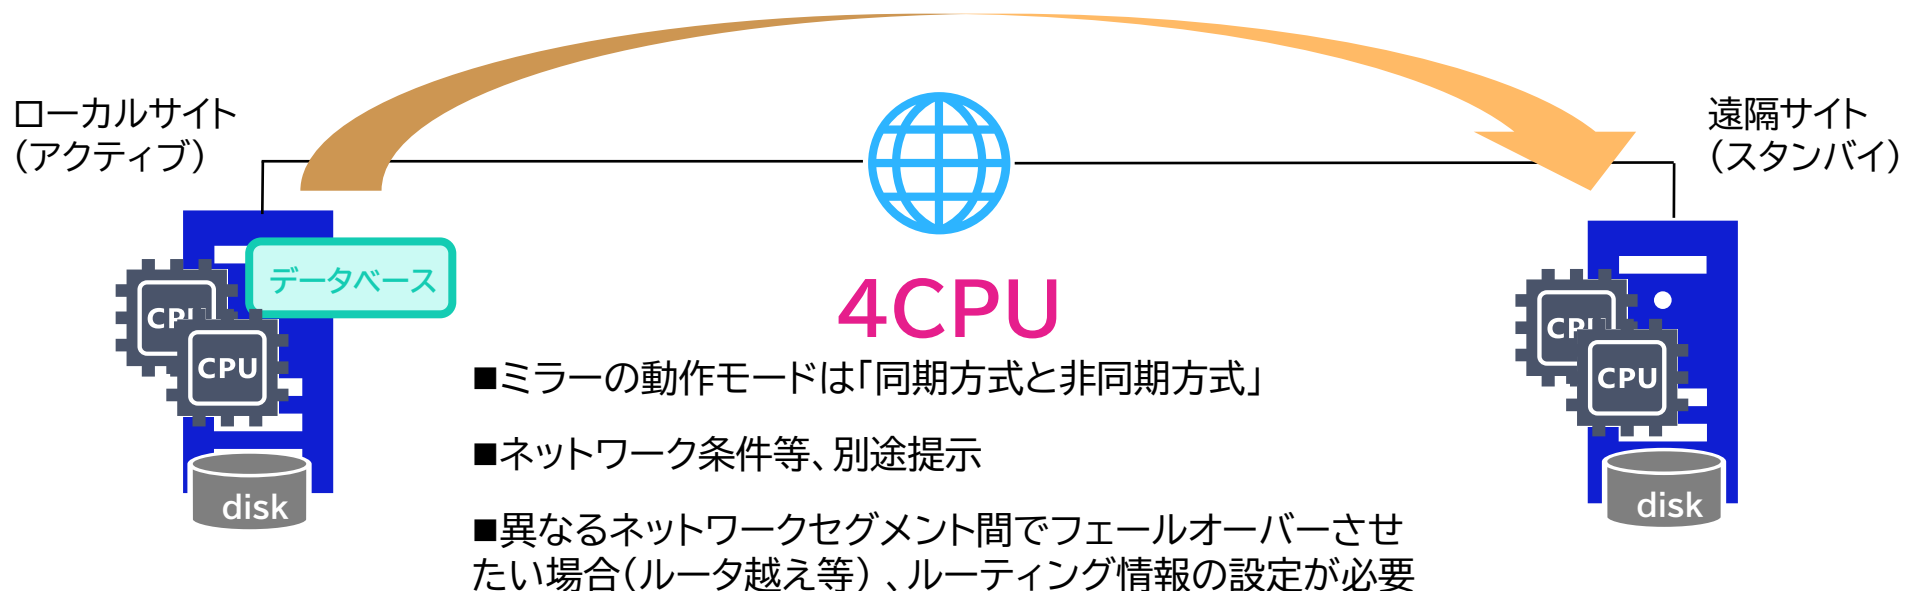 ローカルサイト
（アクティブ）
遠隔サイト
（スタンバイ）
データベース
CPU
CPU
disk
4CPU
■ミラーの動作モードは「同期方式と非同期方式」
■ネットワーク条件等、別途提示
■異なるネットワークセグメント間でフェールオーバーさせ
たい場合（ルータ越え等）、ルーティング情報の設定が必要
CPU
CPU
disk